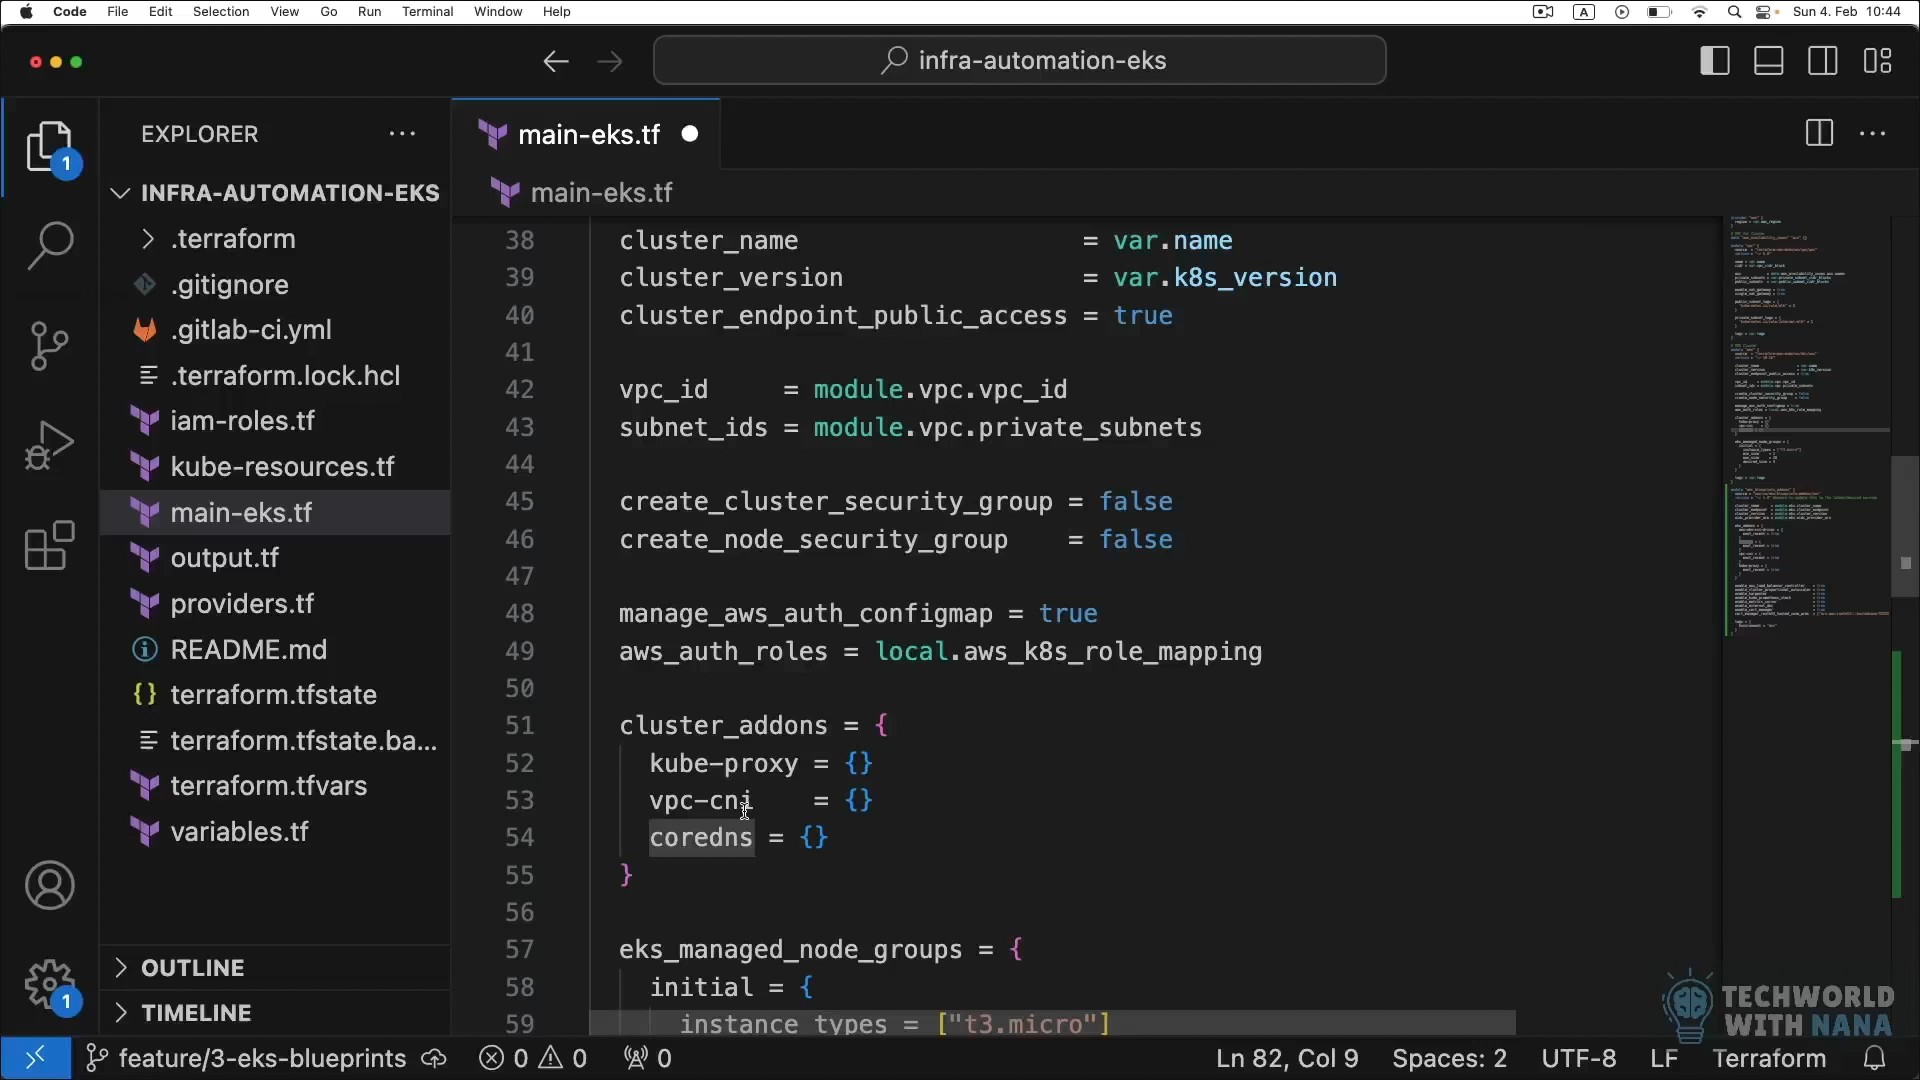 Code File Edit Selection View Go Run Terminal Window Help
A
Sun 4. Feb 10:44
infra-automation-eks
EXPLORER
1
INFRA-AUTOMATION-EKS
.terraform
.gitignore
.gitlab-ci.yml
.terraform.lock.hcl
iam-roles.tf
kube-resources.tf
main-eks.tf
output.tf
providers.tf
README.md
terraform.tfstate
terraform.tfstate.ba...
terraform.tfvars
variables.tf
OUTLINE
TIMELINE
1
main-eks.tf
main-eks.tf
38 cluster_name = var.name
39 cluster_version = var.k8s_version
40 cluster_endpoint_public_access = true
41
42 vpc_id = module.vpc.vpc_id
43 subnet_ids = module.vpc.private_subnets
44
45 create_cluster_security_group = false
46 create_node_security_group = false
47
48 manage_aws_auth_configmap = true
49 aws_auth_roles = local.aws_k8s_role_mapping
50
51 cluster_addons = {
52 kube-proxy = {}
53 vpc-cni = {}
54 coredns = {}
55 }
56
57 eks_managed_node_groups = {
58 initial = {
59 instance_types = ["t3.micro"]
TECHWORLD
WITH NANA
feature/3-eks-blueprints 0 0 0 Ln 82, Col 9 Spaces: 2 UTF-8 LF Terraform